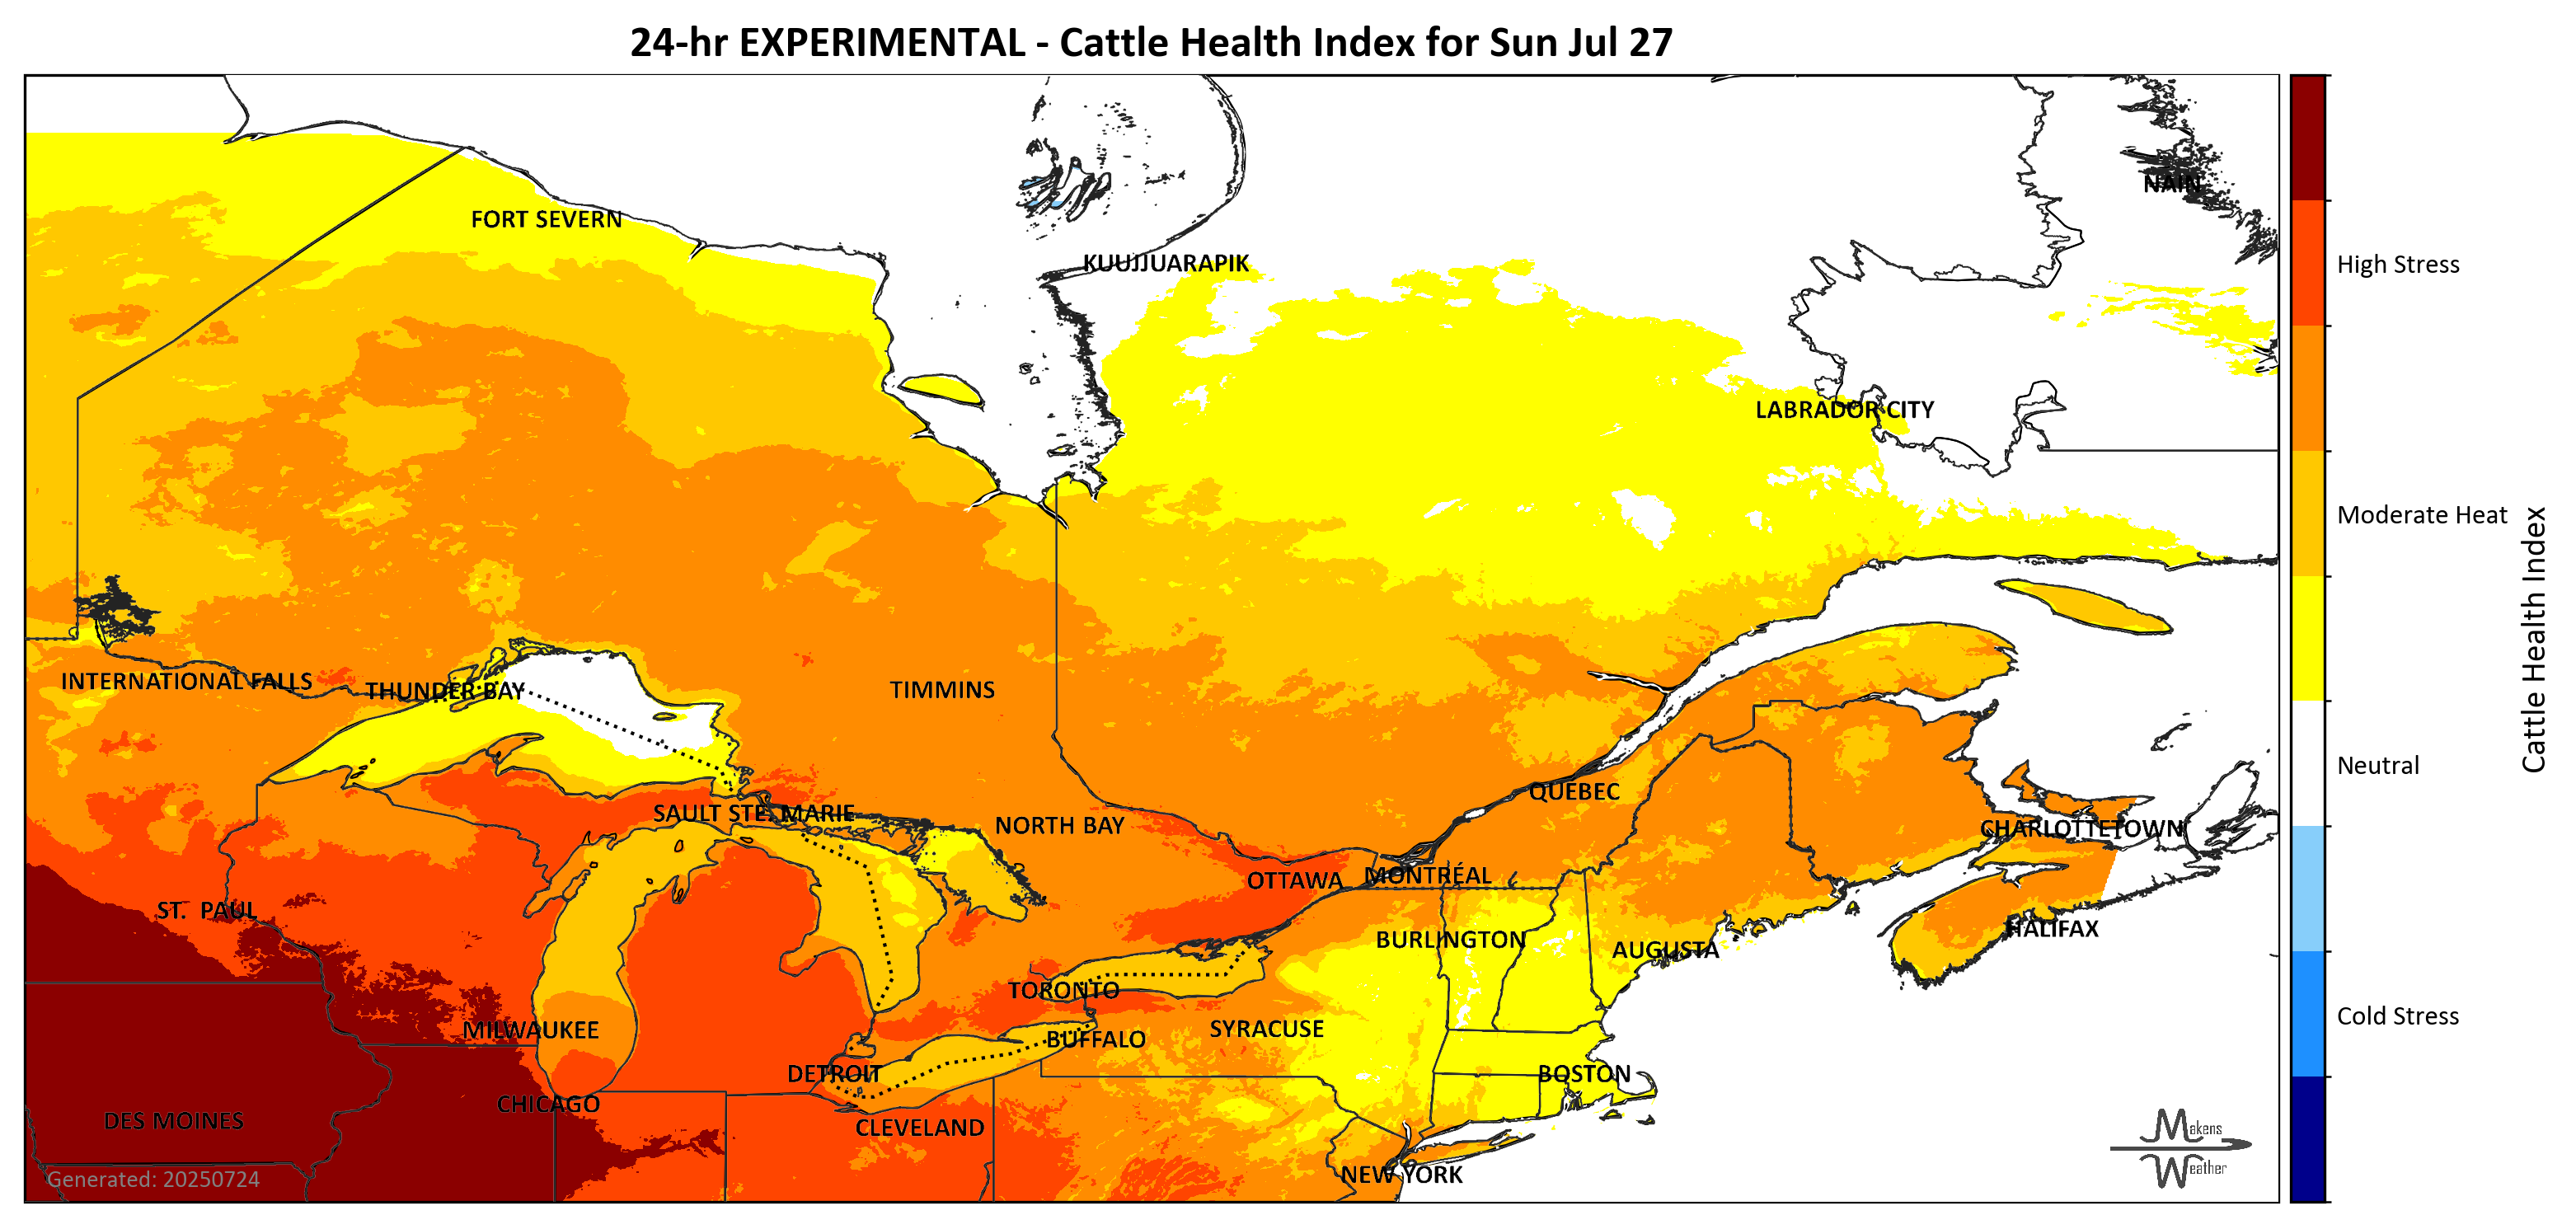 24-hr EXPERIMENTAL - Cattle Health Index for Sun Jul 27
NAIN
FORT SEVERN
KUUJJUARAPIK
High Stress
LABRADOR CITY
Moderate Heat
Cattle Health Index
INTERNATIONAL FALLS
THUNDER BAY
TIMMINS
Neutral
QUEBEC
SAULT STE. MARIE
NORTH BAY
CHARLOTTETOWN
OTTAWA
MONTRÉAL
ST. PAUL
HALIFAX
BURLINGTON
AUGUSTA
TORONTO
Cold Stress
MILWAUKEE
SYRACUSE
BUFFALO
DETROIT
BOSTON
CHICAGO
DES MOINES
CLEVELAND
Makens
Weather
NEW YORK
Generated: 20250724